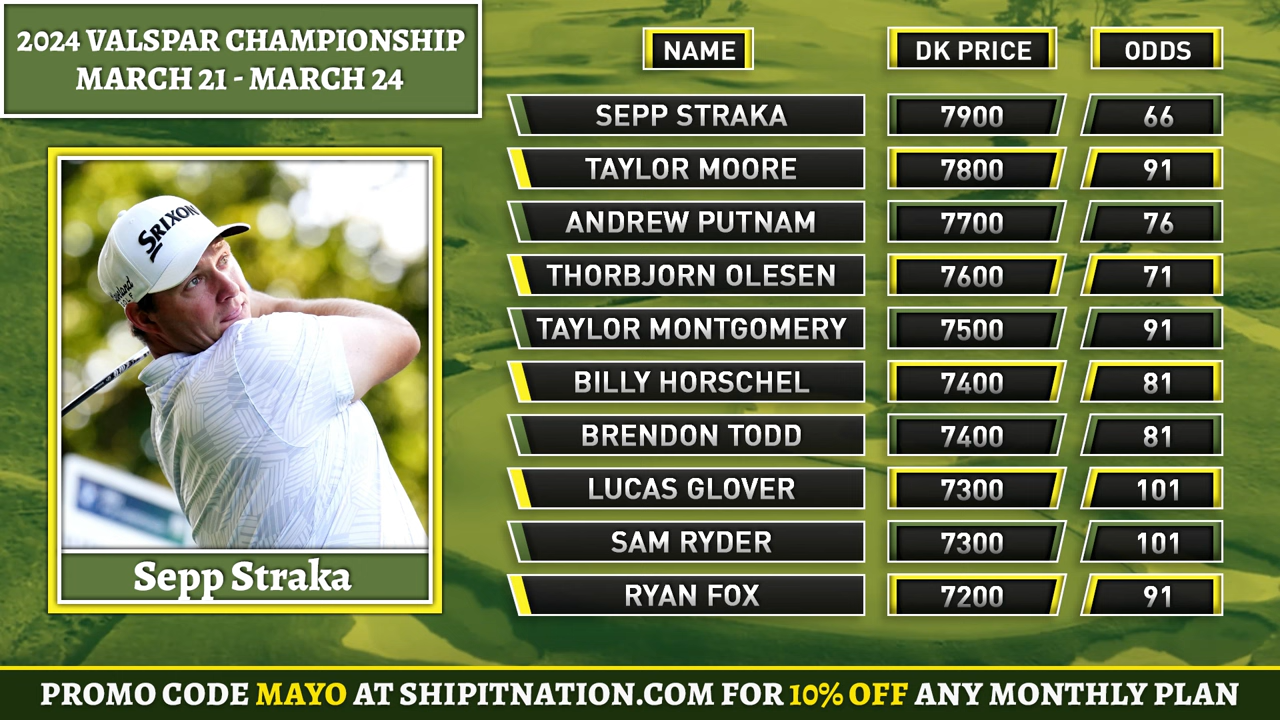 2024 VALSPAR CHAMPIONSHIP
MARCH 21 - MARCH 24
SRIXON
Sepp Straka
NAME DK PRICE ODDS
SEPP STRAKA 7900 66
TAYLOR MOORE 7800 91
ANDREW PUTNAM 7700 76
THORBJORN OLESEN 7600 71
TAYLOR MONTGOMERY 7500 91
BILLY HORSCHEL 7400 81
BRENDON TODD 7400 81
LUCAS GLOVER 7300 101
SAM RYDER 7300 101
RYAN FOX 7200 91
PROMO CODE MAYO AT SHIPITNATION.COM FOR 10% OFF ANY MONTHLY PLAN